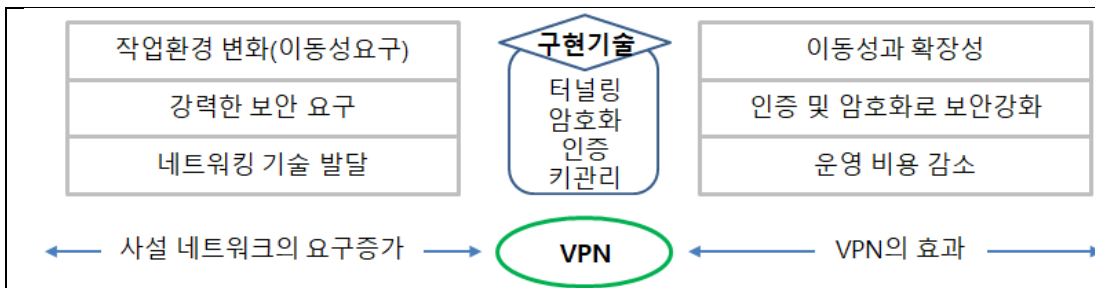 작업환경 변화(이동성요구)
강력한 보안 요구
네트워킹 기술 발달
사설 네트워크의 요구증가
구현기술
터널링
암호화
인증
키관리
VPN
이동성과 확장성
인증 및 암호화로 보안강화
운영 비용 감소
VPN의 효과